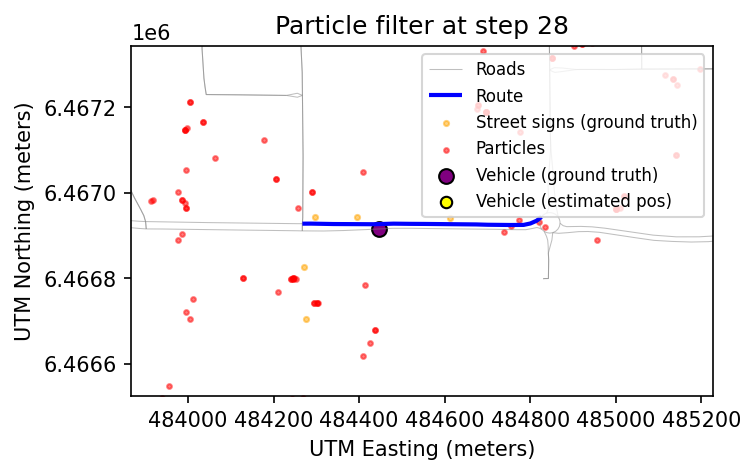 Particle filter at step 28
1e6
Roads
Route
Street signs (ground truth)
Particles
Vehicle (ground truth)
Vehicle (estimated pos)
6.4672
6.4670
6.4668
6.4666
UTM Northing (meters)
484000 484200 484400 484600 484800 485000 485200
UTM Easting (meters)